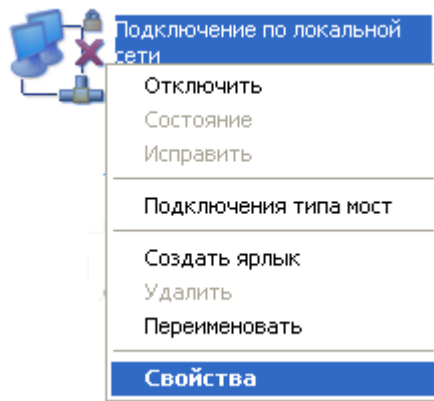 Подключение по локальной
сети
Отключить
Состояние
Исправить
Подключения типа мост
Создать ярлык
Удалить
Переименовать
Свойства